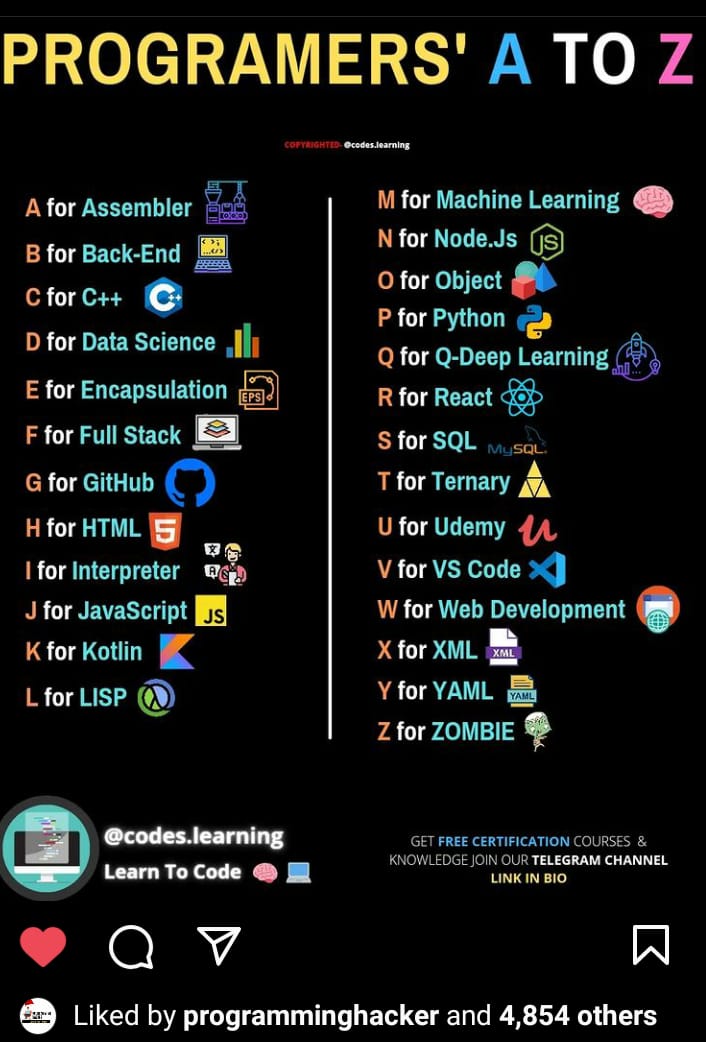 PROGRAMERS' A TO Z
COPYRIGHTED- @codes.learning
A for Assembler
B for Back-End
C for C++
D for Data Science
E for Encapsulation
EPS
F for Full Stack
G for GitHub
H for HTML
5
I for Interpreter
J for JavaScript
JS
K for Kotlin
L for LISP
M for Machine Learning
N for Node.Js
JS
O for Object
P for Python
Q for Q-Deep Learning
R for React
S for SQL
MySQL
T for Ternary
U for Udemy
V for VS Code
W for Web Development
X for XML
XML
Y for YAML
YAML
Z for ZOMBIE
@codes.learning
Learn To Code
GET FREE CERTIFICATION COURSES &
KNOWLEDGE JOIN OUR TELEGRAM CHANNEL
LINK IN BIO
Liked by programminghacker and 4,854 others